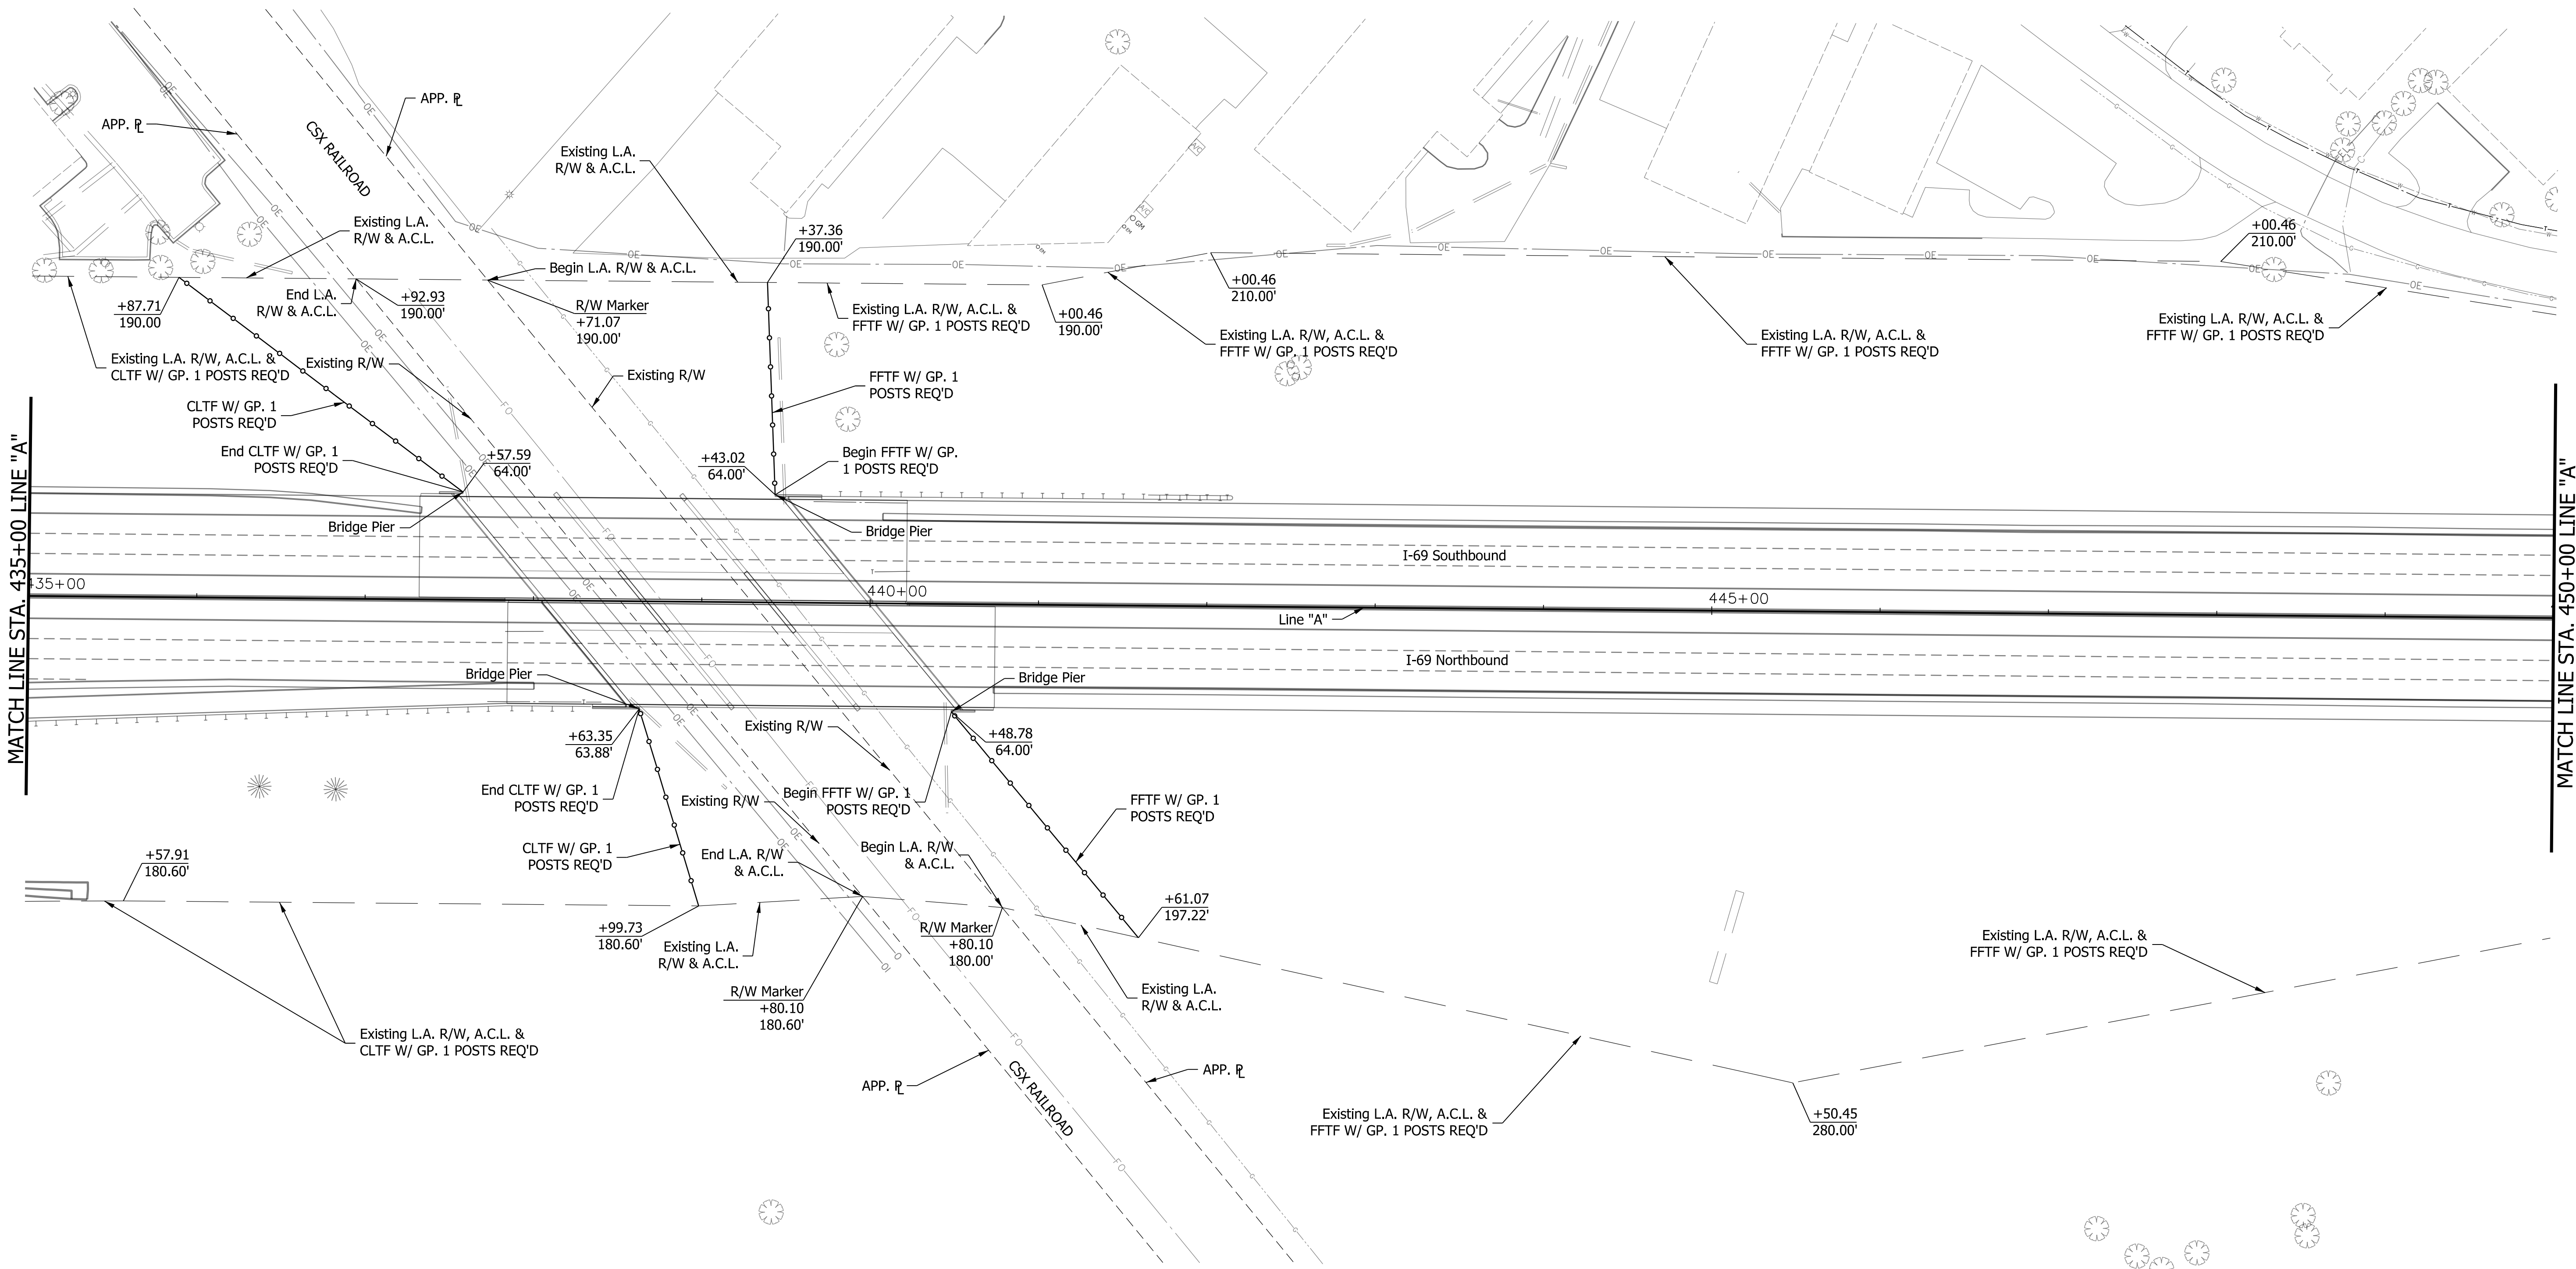 APP. PL
APP. PL
CSX RAILROAD
Existing L.A.
R/W & A.C.L.
Existing L.A.
R/W & A.C.L.
+37.36
190.00'
+00.46
210.00'
Begin L.A. R/W & A.C.L.
End L.A.
R/W & A.C.L.
+92.93
190.00'
+87.71
190.00
R/W Marker
+71.07
190.00'
Existing L.A. R/W, A.C.L. &
FFTF W/ GP. 1 POSTS REQ'D
+00.46
190.00'
+00.46
210.00'
Existing L.A. R/W, A.C.L. &
FFTF W/ GP. 1 POSTS REQ'D
Existing L.A. R/W, A.C.L. &
FFTF W/ GP. 1 POSTS REQ'D
Existing L.A. R/W, A.C.L. &
FFTF W/ GP. 1 POSTS REQ'D
Existing L.A. R/W, A.C.L. &
CLTF W/ GP. 1 POSTS REQ'D
Existing R/W
Existing R/W
FFTF W/ GP. 1
POSTS REQ'D
CLTF W/ GP. 1
POSTS REQ'D
End CLTF W/ GP. 1
POSTS REQ'D
+57.59
64.00'
+43.02
64.00'
Begin FFTF W/ GP.
1 POSTS REQ'D
Bridge Pier
Bridge Pier
I-69 Southbound
MATCH LINE STA. 435+00 LINE "A"
MATCH LINE STA. 450+00 LINE "A"
435+00
440+00
445+00
Line "A"
I-69 Northbound
Bridge Pier
Bridge Pier
+63.35
63.88'
Existing R/W
+48.78
64.00'
End CLTF W/ GP. 1
POSTS REQ'D
Existing R/W
Begin FFTF W/ GP. 1
POSTS REQ'D
FFTF W/ GP. 1
POSTS REQ'D
+57.91
180.60'
CLTF W/ GP. 1
POSTS REQ'D
End L.A. R/W
& A.C.L.
Begin L.A. R/W
& A.C.L.
+61.07
197.22'
+99.73
180.60'
Existing L.A.
R/W & A.C.L.
R/W Marker
+80.10
180.00'
R/W Marker
+80.10
180.60'
Existing L.A.
R/W & A.C.L.
Existing L.A. R/W, A.C.L. &
FFTF W/ GP. 1 POSTS REQ'D
Existing L.A. R/W, A.C.L. &
CLTF W/ GP. 1 POSTS REQ'D
APP. PL
CSX RAILROAD
APP. PL
Existing L.A. R/W, A.C.L. &
FFTF W/ GP. 1 POSTS REQ'D
+50.45
280.00'